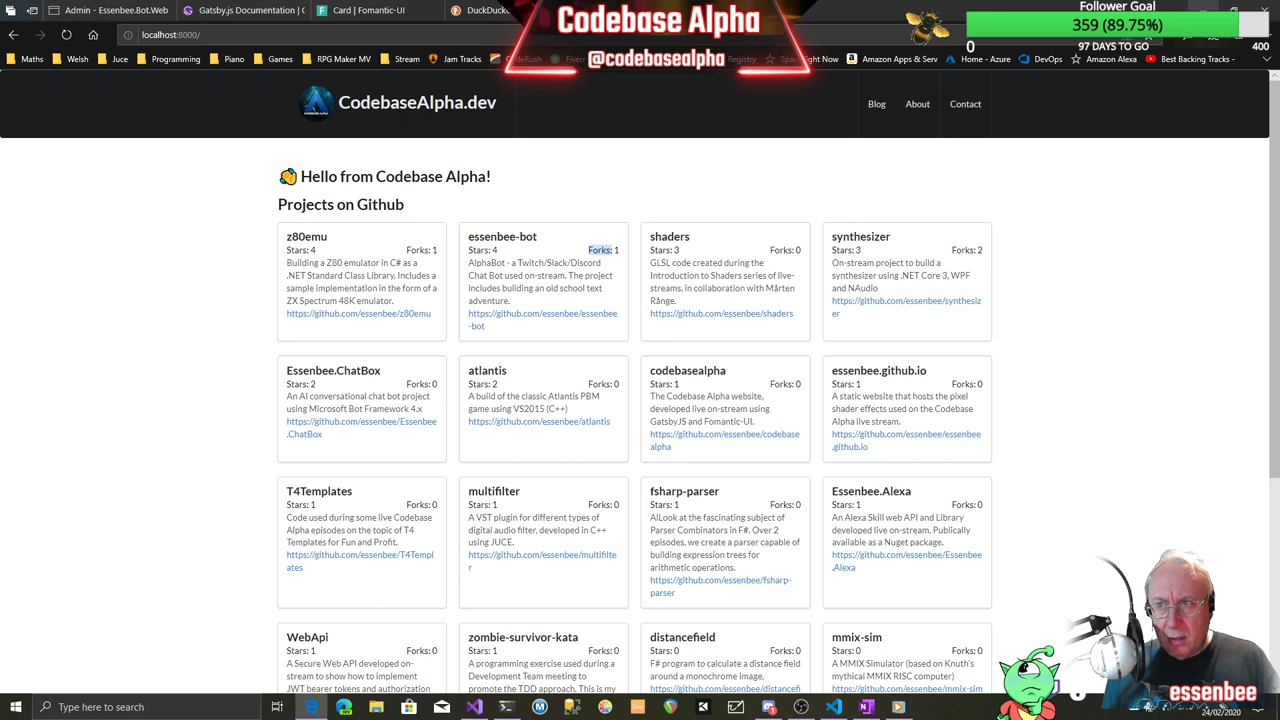 Admin - Essenbee.Bot.Web
Gatsby.js Documentation
Card | Fomantic-UI
DuckDuc
Codebase Alpha
@codebasealpha
Follower Goal
359 (89.75%)
0
97 DAYS TO GO
400
localhost:8000/
Maths
Welsh
Juce
Programming
Piano
Games
RPG Maker MV
Stream
Jam Tracks
CodeRush
Fiverr
Registry
Amazon Apps & Serv
Home - Azure
DevOps
Amazon Alexa
Best Backing Tracks -
CodebaseAlpha.dev
Blog
About
Contact
Hello from Codebase Alpha!
Projects on Github
z80emu
Stars: 4
Forks: 1
Building a Z80 emulator in C# as a
.NET Standard Class Library. Includes a
sample implementation in the form of a
ZX Spectrum 48K emulator.
https://github.com/essenbee/z80emu
essenbee-bot
Stars: 4
Forks: 1
AlphaBot - a Twitch/Slack/Discord
Chat Bot used on-stream. The project
includes building an old school text
adventure.
https://github.com/essenbee/essenbee
-bot
shaders
Stars: 3
Forks: 0
GLSL code created during the
Introduction to Shaders series of live-
streams, in collaboration with Mårten
Rånge.
https://github.com/essenbee/shaders
synthesizer
Stars: 3
Forks: 2
On-stream project to build a
synthesizer using .NET Core 3, WPF
and NAudio
https://github.com/essenbee/synthesiz
er
Essenbee.ChatBox
Stars: 2
Forks: 0
An AI conversational chat bot project
using Microsoft Bot Framework 4.x
https://github.com/essenbee/Essenbee
.ChatBox
atlantis
Stars: 2
Forks: 0
A build of the classic Atlantis PBM
game using VS2015 (C++)
https://github.com/essenbee/atlantis
codebasealpha
Stars: 1
Forks: 0
The Codebase Alpha website,
developed live on-stream using
GatsbyJS and Fomantic-UI.
https://github.com/essenbee/codebase
alpha
essenbee.github.io
Stars: 1
Forks: 0
A static website that hosts the pixel
shader effects used on the Codebase
Alpha live stream.
https://github.com/essenbee/essenbee
.github.io
T4Templates
Stars: 1
Forks: 0
Code used during some live Codebase
Alpha episodes on the topic of T4
Templates for Fun and Profit.
https://github.com/essenbee/T4Templ
ates
multifilter
Stars: 1
Forks: 0
A VST plugin for different types of
digital audio filter, developed in C++
using JUCE.
https://github.com/essenbee/multifilte
r
fsharp-parser
Stars: 1
Forks: 0
AlLook at the fascinating subject of
Parser Combinators in F#. Over 2
episodes, we create a parser capable of
building expression trees for
arithmetic operations.
https://github.com/essenbee/fsharp-
parser
Essenbee.Alexa
Stars: 1
Forks: 0
An Alexa Skill web API and Library
developed live on-stream. Publically
available as a Nuget package.
https://github.com/essenbee/Essenbee
.Alexa
WebApi
Stars: 1
Forks: 0
A Secure Web API developed on-
stream to show how to implement
JWT bearer tokens and authorization
zombie-survivor-kata
Stars: 1
Forks: 0
A programming exercise used during a
Development Team meeting to
promote the TDD approach. This is my
distancefield
Stars: 0
Forks: 0
F# program to calculate a distance field
around a monochrome image.
https://github.com/essenbee/distancefi
mmix-sim
Stars: 0
Forks: 0
A MMIX Simulator (based on Knuth's
mythical MMIX RISC computer)
https://github.com/essenbee/mmix-sim
essenbee
Type here to search
24/02/2020